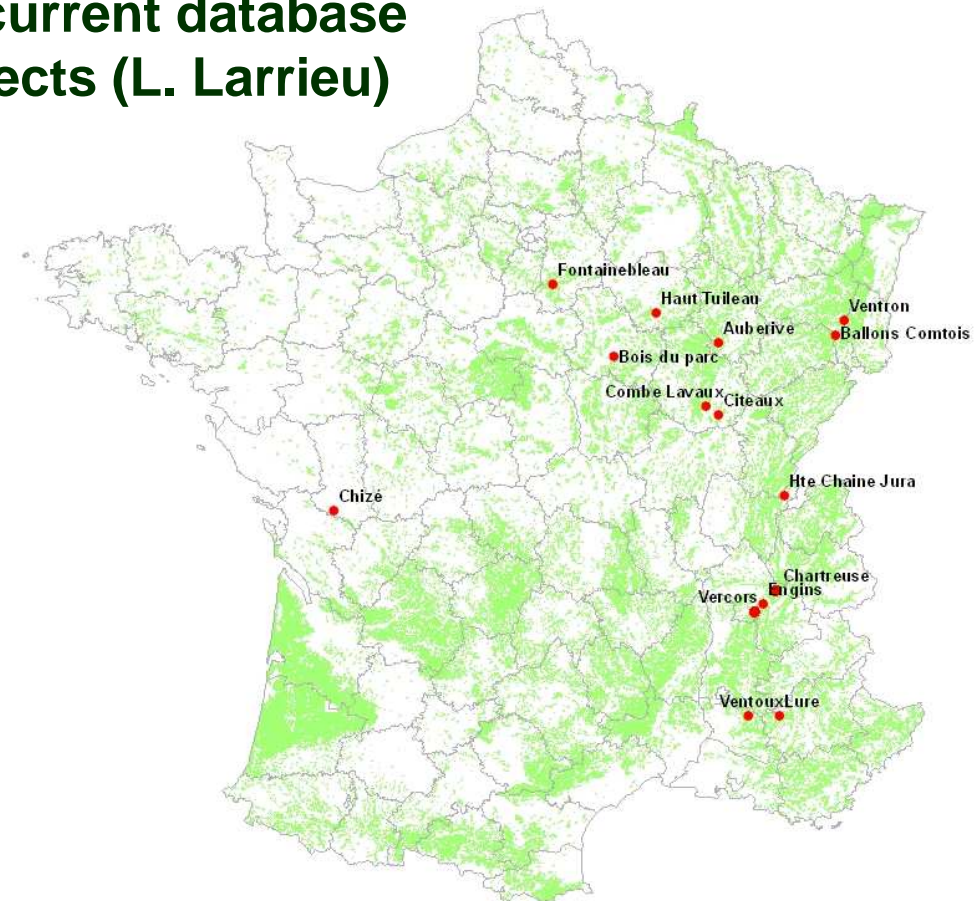 current database
ects (L. Larrieu)
Fontainebleau
Haut Tuileau
Ventron
Auberive
Ballons Comtois
Bois du parc
Combe Lavaux
Citeaux
Hte Chaine Jura
Chizé
Chartreuse
Engins
Vercors
Ventoux
Lure